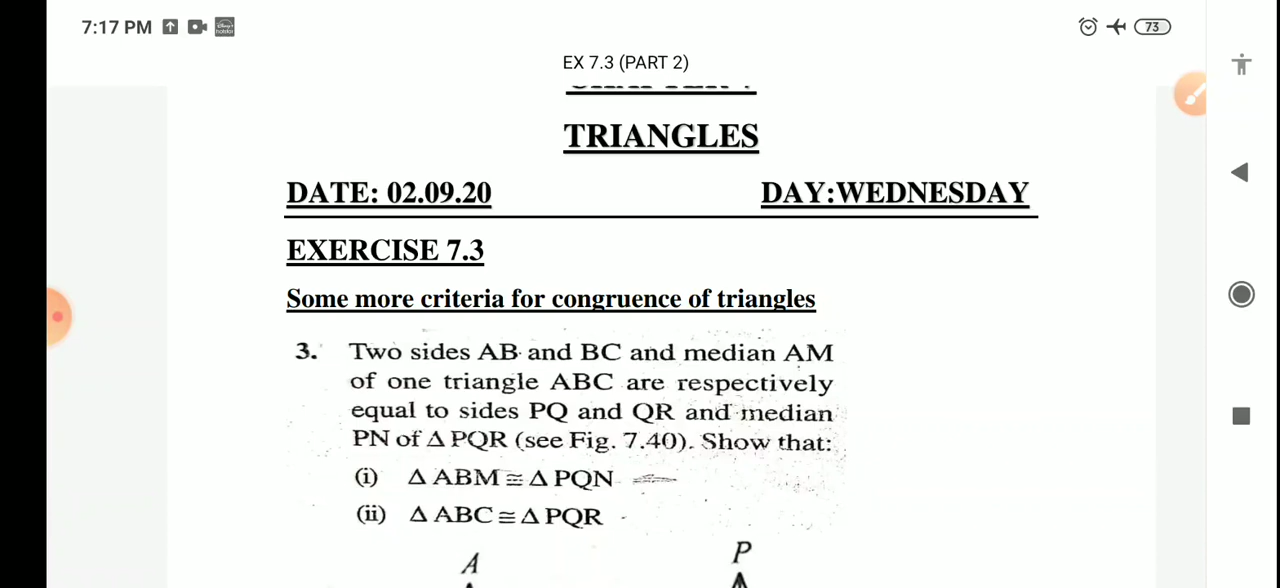 7:17 PM
73
EX 7.3 (PART 2)
TRIANGLES
DATE: 02.09.20 DAY:WEDNESDAY
EXERCISE 7.3
Some more criteria for congruence of triangles
3. Two sides AB and BC and median AM
of one triangle ABC are respectively
equal to sides PQ and QR and median
PN of Δ PQR (see Fig. 7.40). Show that:
(i) Δ ABM ≅ Δ PQN
(ii) Δ ABC ≅ Δ PQR
A P